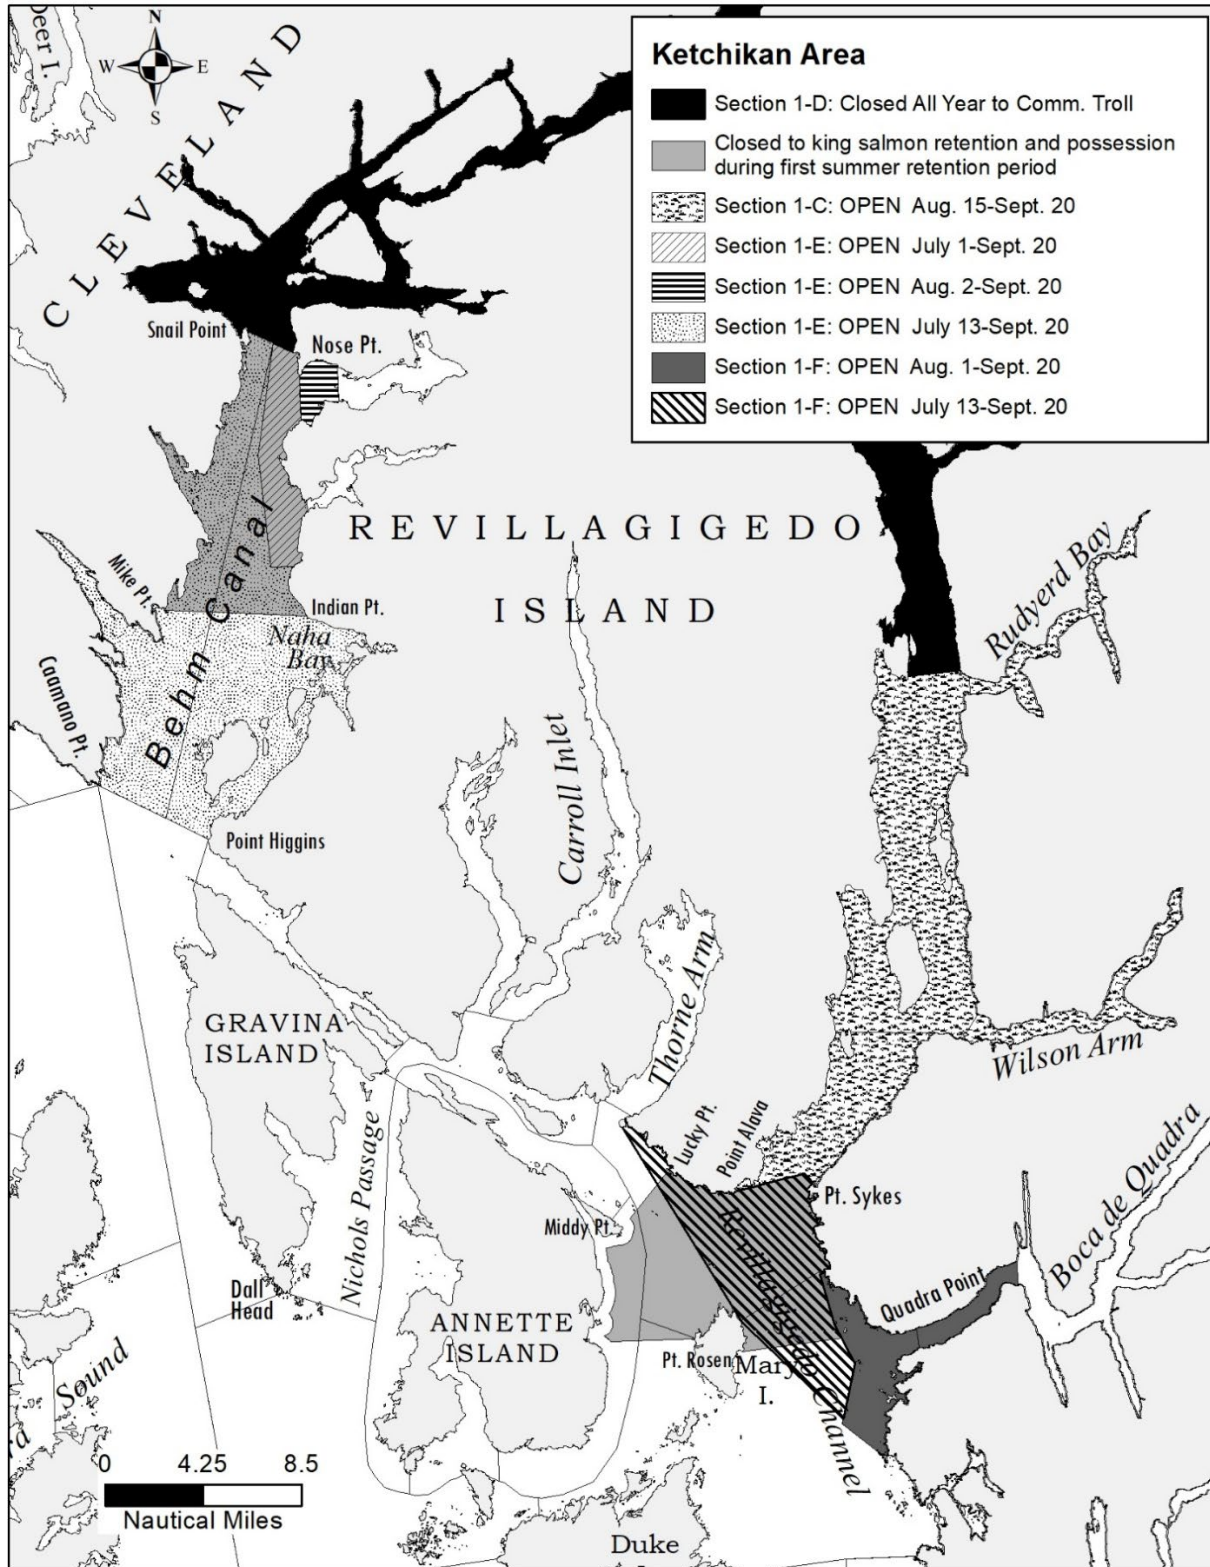 Deer I.
N
W E
S
CLEVELAND
Ketchikan Area
Section 1-D: Closed All Year to Comm. Troll
Closed to king salmon retention and possession
during first summer retention period
Section 1-C: OPEN Aug. 15-Sept. 20
Section 1-E: OPEN July 1-Sept. 20
Section 1-E: OPEN Aug. 2-Sept. 20
Section 1-E: OPEN July 13-Sept. 20
Section 1-F: OPEN Aug. 1-Sept. 20
Section 1-F: OPEN July 13-Sept. 20
Snail Point
Nose Pt.
REVILLAGIGEDO
ISLAND
Behm Canal
Mike Pt.
Indian Pt.
Naha
Bay
Caamano Pt.
Point Higgins
Rudyerd Bay
Carroll Inlet
Thorne Arm
Wilson Arm
GRAVINA
ISLAND
Nichols Passage
Lucky Pt.
Point Alava
Pt. Sykes
Boca de Quadra
Middy Pt.
Revillagigedo Channel
Quadra Point
Dall
Head
ANNETTE
ISLAND
Pt. Rosen
Mary
I.
Sound
0 4.25 8.5
Nautical Miles
Duke